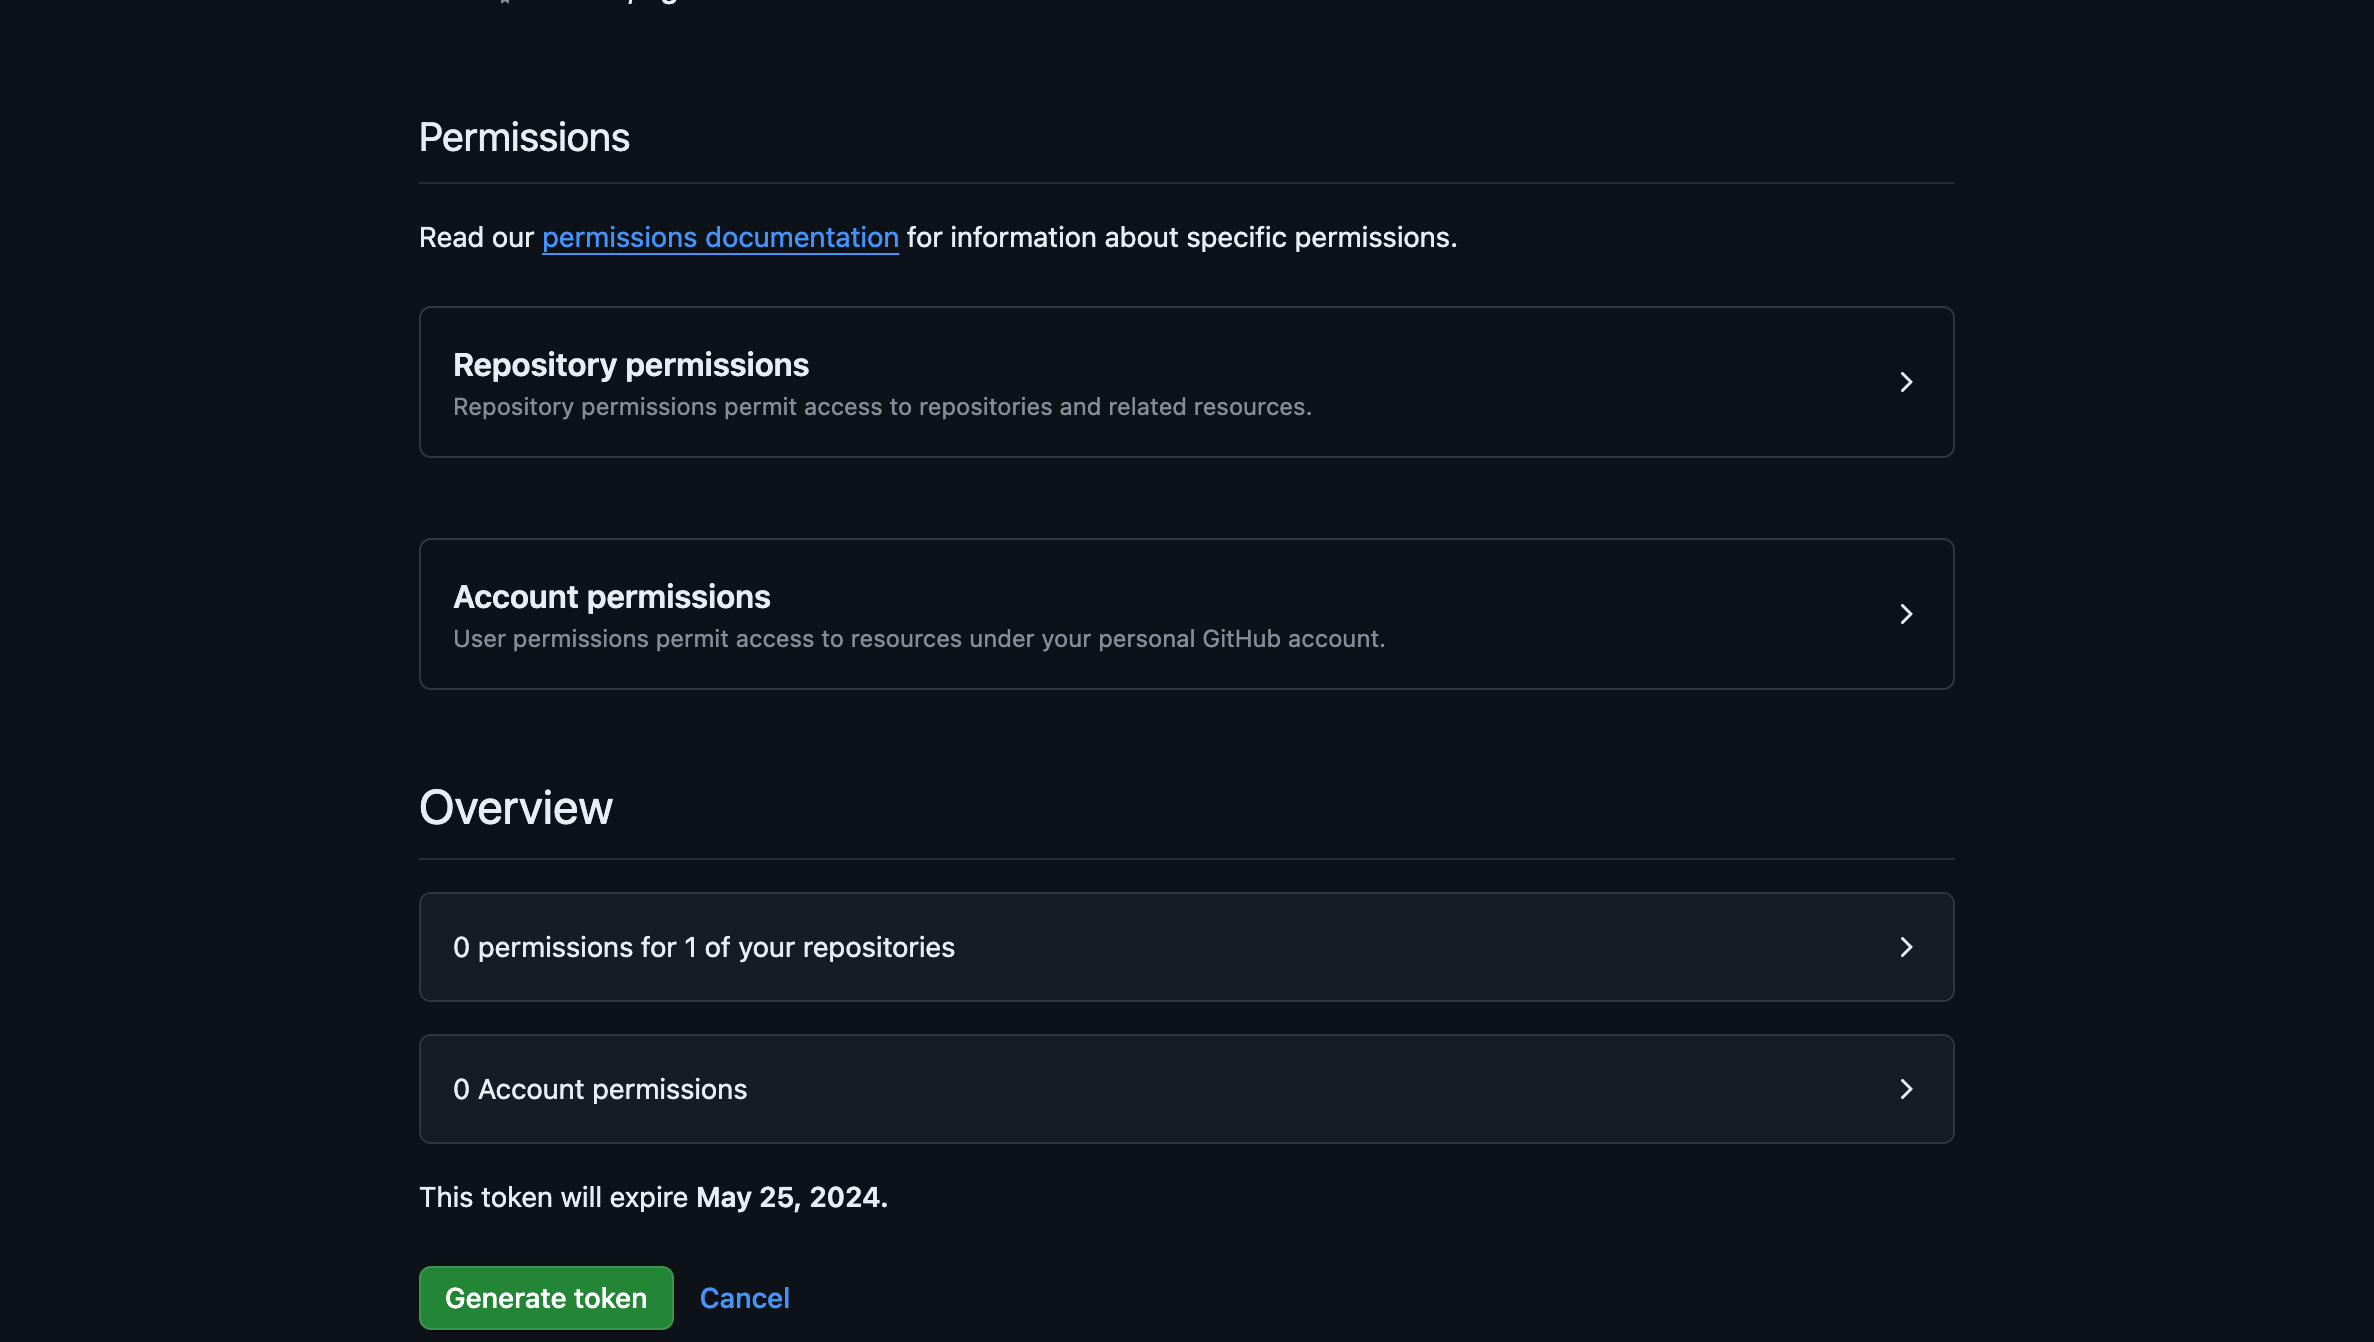 Permissions
Read our permissions documentation for information about specific permissions.
Repository permissions
Repository permissions permit access to repositories and related resources.
Account permissions
User permissions permit access to resources under your personal GitHub account.
Overview
0 permissions for 1 of your repositories
0 Account permissions
This token will expire May 25, 2024.
Generate token
Cancel